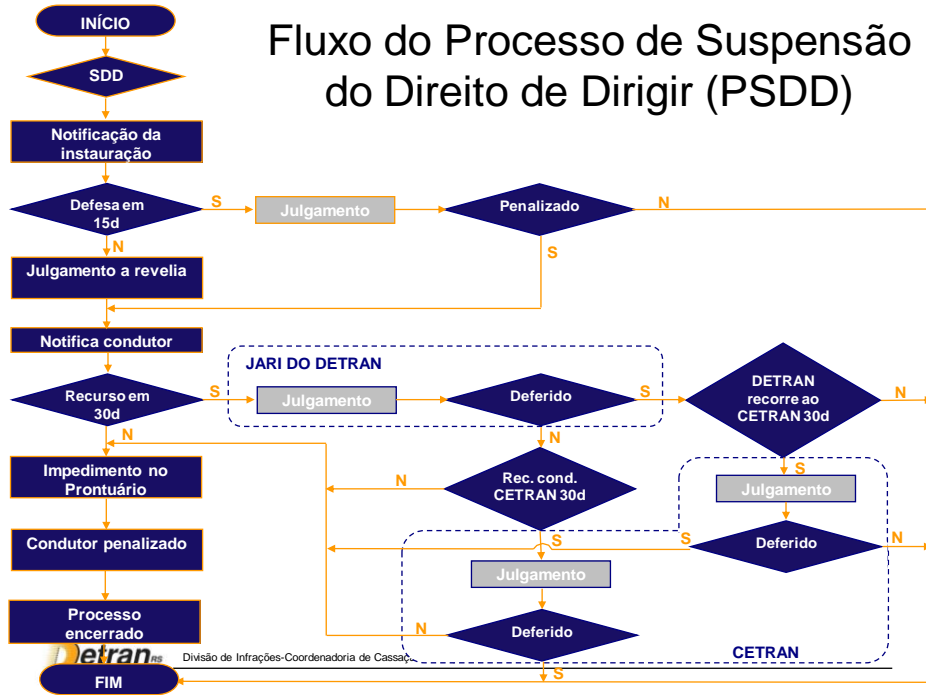 INÍCIO
Fluxo do Processo de Suspensão
do Direito de Dirigir (PSDD)
SDD
Notificação da
instauração
Defesa em
15d
S
Julgamento
Penalizado
N
N
S
Julgamento a revelia
Notifica condutor
JARI DO DETRAN
Recurso em
30d
S
Julgamento
Deferido
S
DETRAN
recorre ao
CETRAN 30d
N
N
N
S
Impedimento no
Prontuário
N
Rec. cond.
CETRAN 30d
Julgamento
Condutor penalizado
S
S
Deferido
N
Julgamento
Processo
encerrado
N
Deferido
CETRAN
Detran RS
Divisão de Infrações-Coordenadoria de
S
FIM